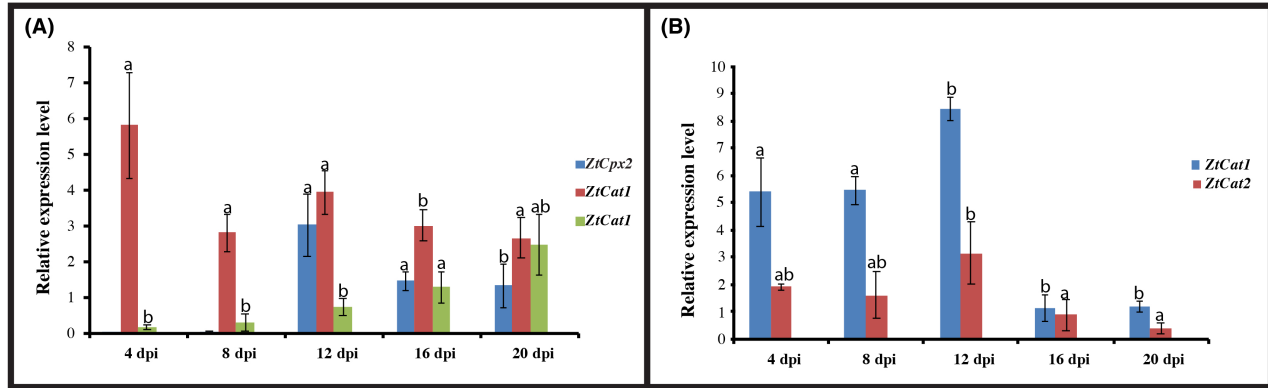 (A)
Relative expression level
8
7
6
5
4
3
2
1
0
a
b
a
b
a
a
b
a
b
a
b
a
ab
4 dpi
8 dpi
12 dpi
16 dpi
20 dpi
ZtCpx2
ZtCat1
ZtCat1
(B)
Relative expression level
10
9
8
7
6
5
4
3
2
1
0
a
ab
a
ab
b
b
b
a
b
a
4 dpi
8 dpi
12 dpi
16 dpi
20 dpi
ZtCat1
ZtCat2